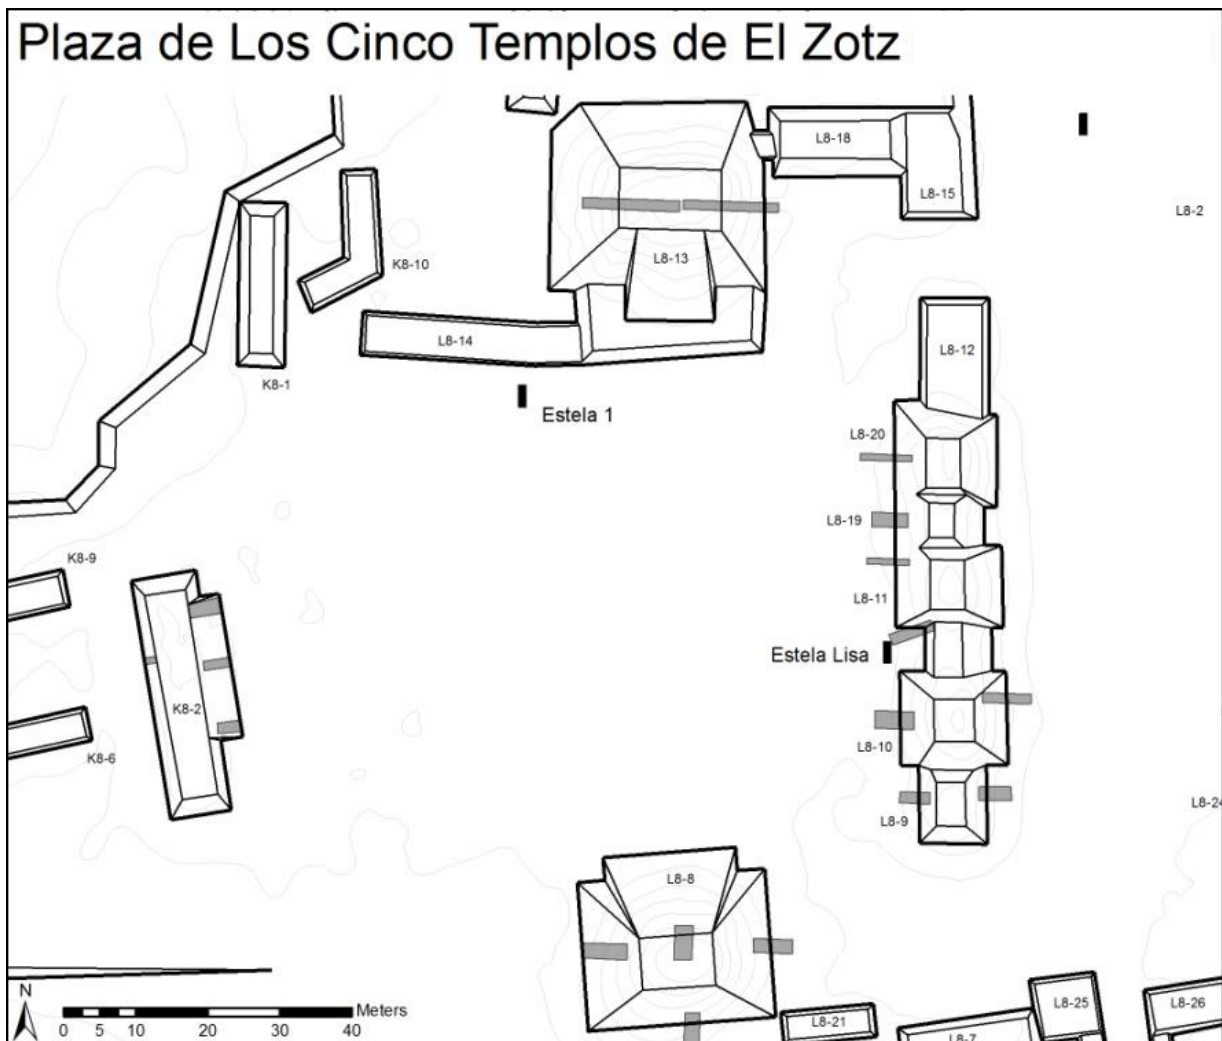 Plaza de Los Cinco Templos de El Zotz
L8-18
L8-15
L8-2
L8-13
K8-10
L8-14
L8-12
K8-1
Estela 1
L8-20
L8-19
K8-9
L8-11
Estela Lisa
K8-2
L8-10
K8-6
L8-24
L8-9
L8-8
N
Meters
0 5 10 20 30 40
L8-25
L8-26
L8-21
L8-7